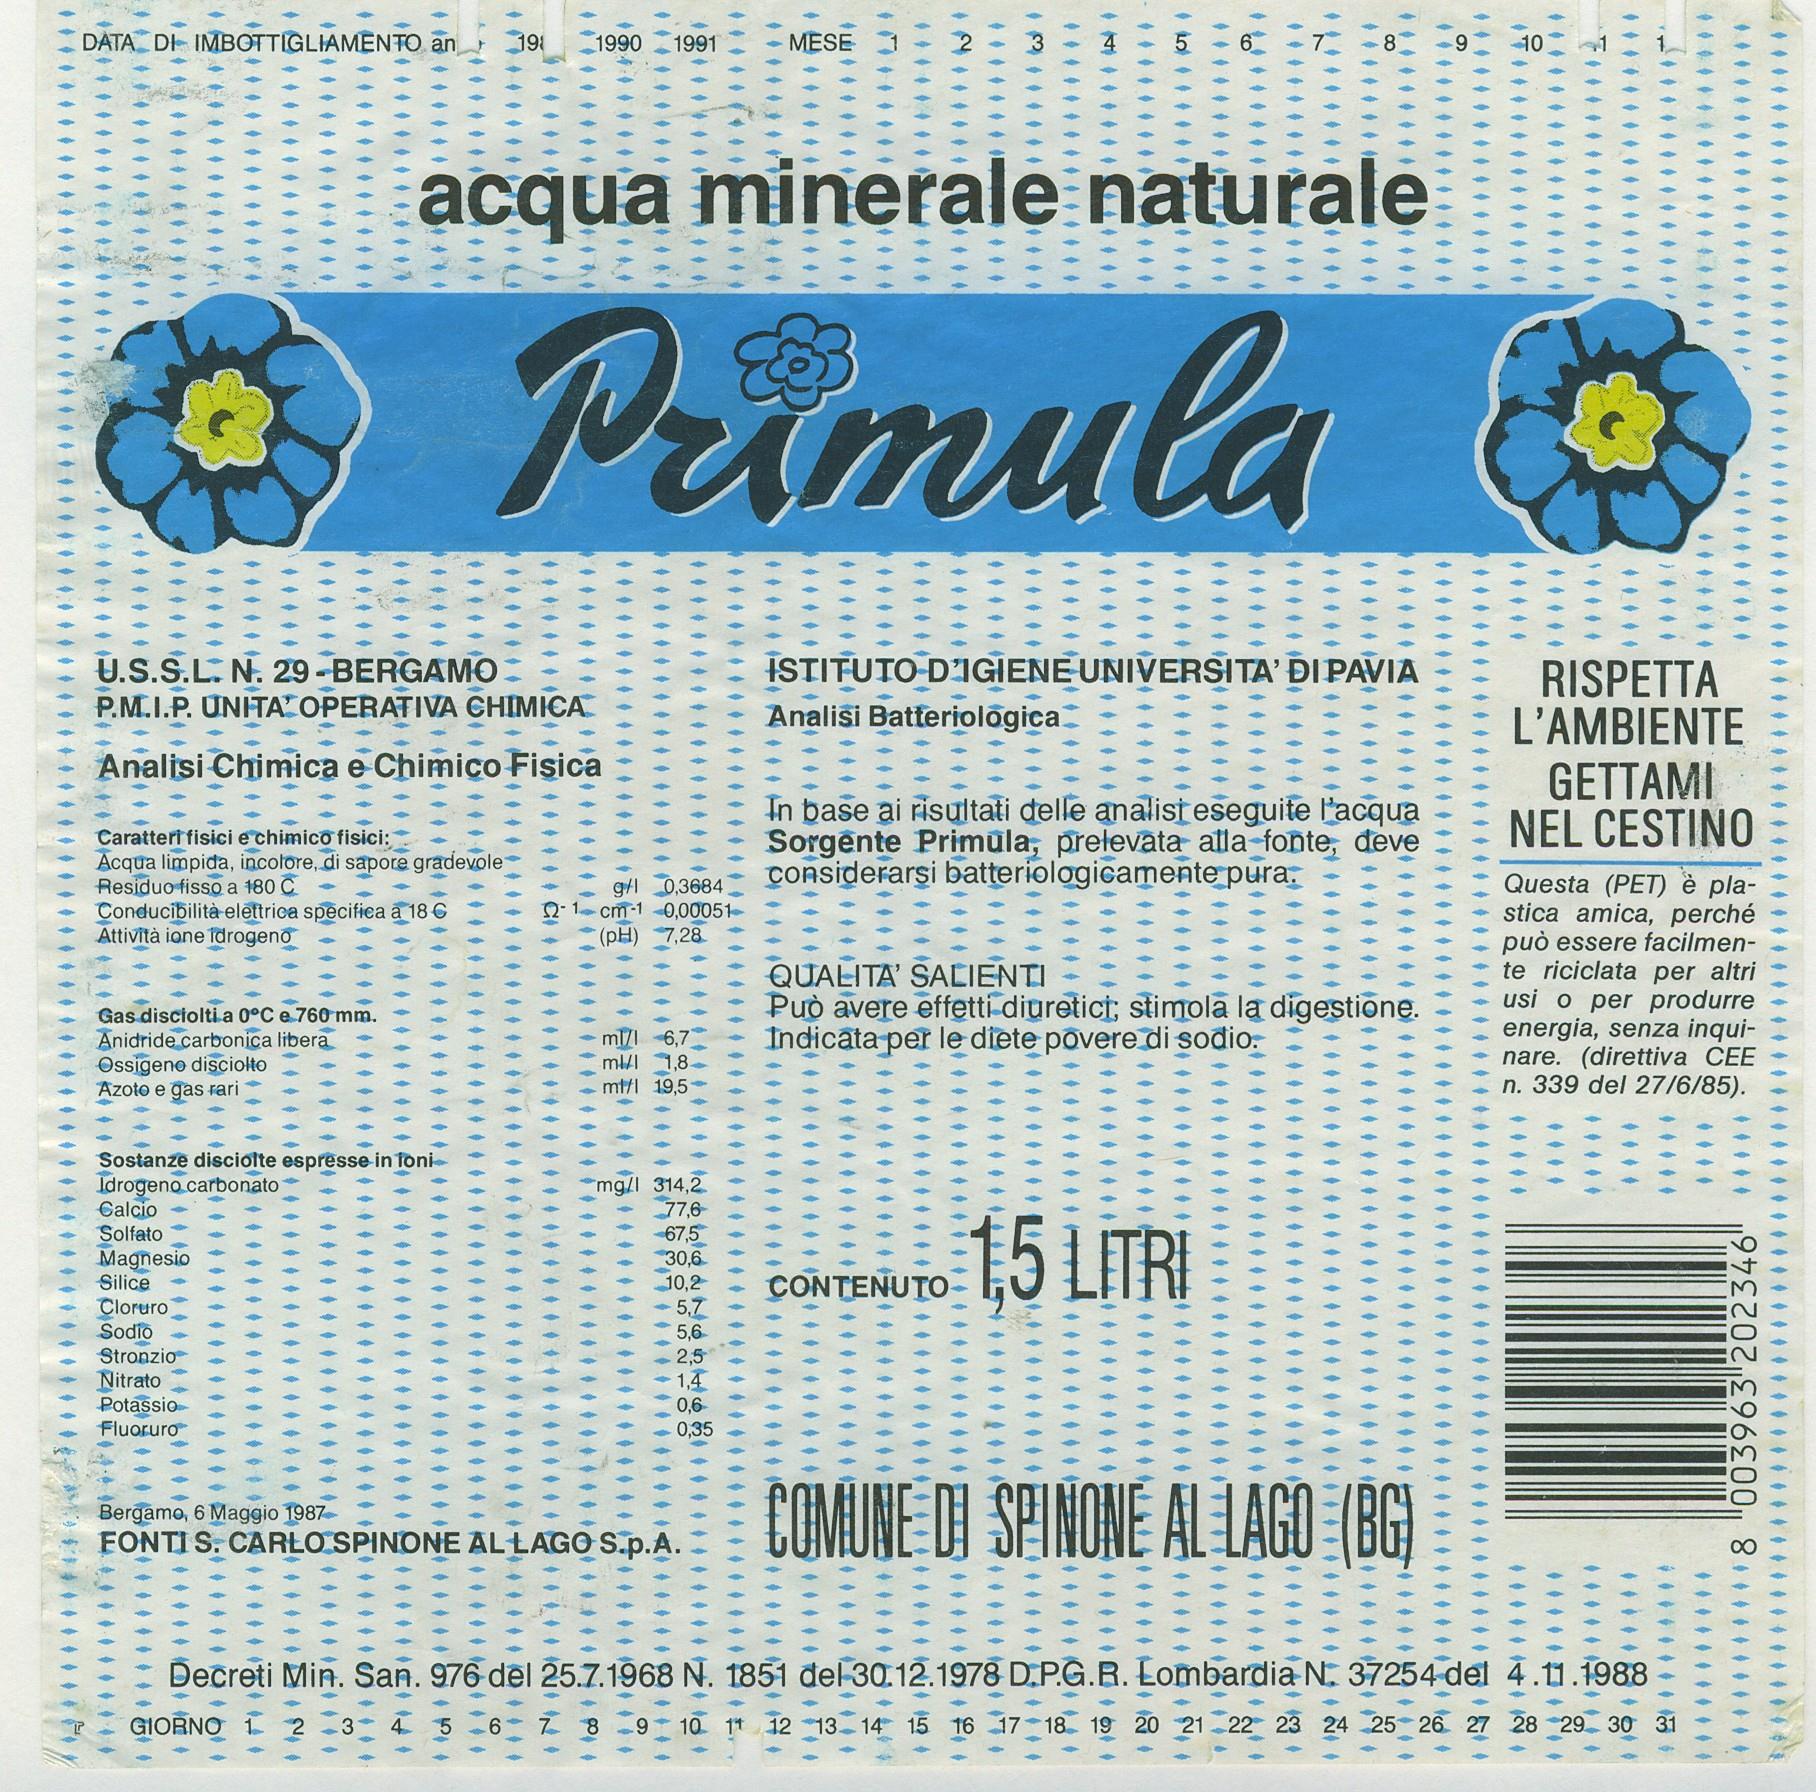 DATA DI IMBOTTIGLIAMENTO 1990 1991 MESE 1 2 3 4 5 6 7 8 9 10
acqua minerale naturale
Primula
U.S.S.L. N. 29 - BERGAMO
P.M.I.P. UNITA' OPERATIVA CHIMICA
Analisi Chimica e Chimico Fisica
Caratteri fisici e chimico fisici:
Acqua limpida, incolore, di sapore gradevole
Residuo fisso a 180 C g/l 0,3684
Conducibilità elettrica specifica a 18 C Ω-1 cm-1 0,00051
Attività ione idrogeno (pH) 7,28
Gas disciolti a 0°C e 760 mm.
Anidride carbonica libera ml/l 6,7
Ossigeno disciolto ml/l 1,8
Azoto e gas rari ml/l 19,5
Sostanze disciolte espresse in ioni
Idrogeno carbonato mg/l 314,2
Calcio 77,6
Solfato 67,5
Magnesio 30,6
Silice 10,2
Cloruro 5,7
Sodio 5,6
Stronzio 2,5
Nitrato 1,4
Potassio 0,6
Fluoruro 0,35
Bergamo, 6 Maggio 1987
FONTI S. CARLO SPINONE AL LAGO S.p.A.
ISTITUTO D'IGIENE UNIVERSITA' DI PAVIA
Analisi Batteriologica
In base ai risultati delle analisi eseguite l'acqua
Sorgente Primula, prelevata alla fonte, deve
considerarsi batteriologicamente pura.
QUALITA' SALIENTI
Può avere effetti diuretici; stimola la digestione.
Indicata per le diete povere di sodio.
CONTENUTO 1,5 LITRI
COMUNE DI SPINONE AL LAGO (BG)
RISPETTA
L'AMBIENTE
GETTAMI
NEL CESTINO
Questa (PET) è pla-
stica amica, perché
può essere facilmen-
te riciclata per altri
usi o per produrre
energia, senza inqui-
nare. (direttiva CEE
n. 339 del 27/6/85).
8 003963 202346
Decreti Min. San. 976 del 25.7.1968 N. 1851 del 30.12.1978 D.P.G.R. Lombardia N. 37254 del 4.11.1988
GIORNO 1 2 3 4 5 6 7 8 9 10 11 12 13 14 15 16 17 18 19 20 21 22 23 24 25 26 27 28 29 30 31